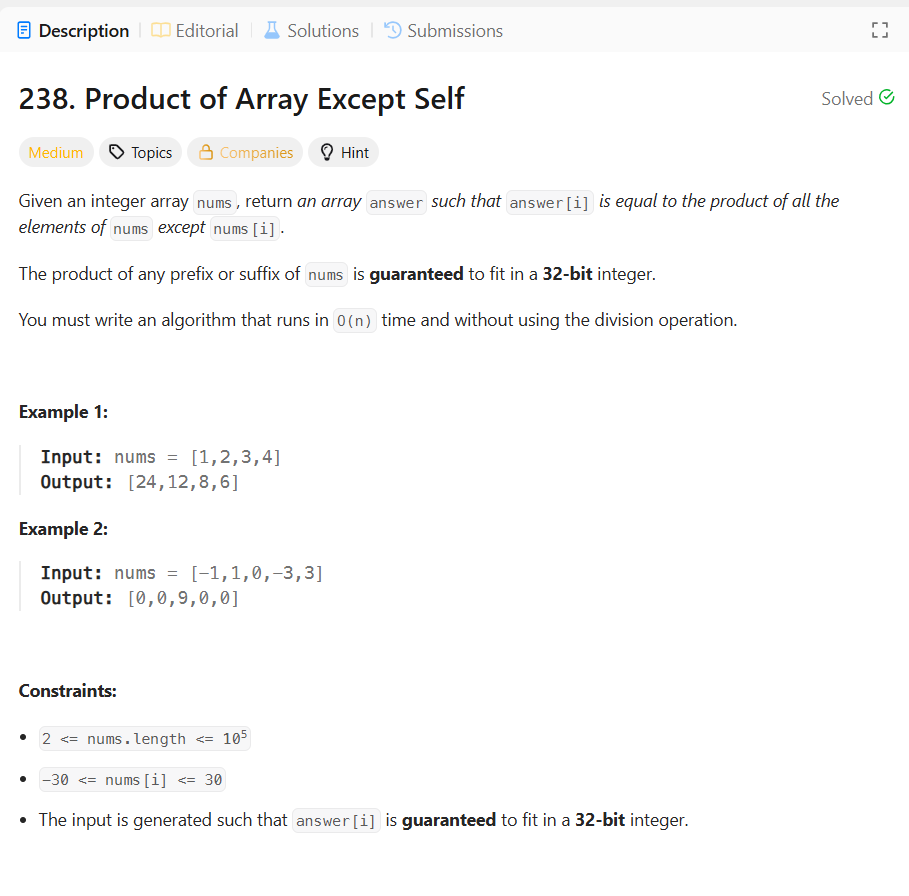 Description Editorial Solutions Submissions
238. Product of Array Except Self
Solved
Medium Topics Companies Hint
Given an integer array nums, return an array answer such that answer[i] is equal to the product of all the
elements of nums except nums[i].
The product of any prefix or suffix of nums is guaranteed to fit in a 32-bit integer.
You must write an algorithm that runs in O(n) time and without using the division operation.
Example 1:
Input: nums = [1,2,3,4]
Output: [24,12,8,6]
Example 2:
Input: nums = [-1,1,0,-3,3]
Output: [0,0,9,0,0]
Constraints:
• 2 <= nums.length <= 10⁵
• -30 <= nums[i] <= 30
• The input is generated such that answer[i] is guaranteed to fit in a 32-bit integer.